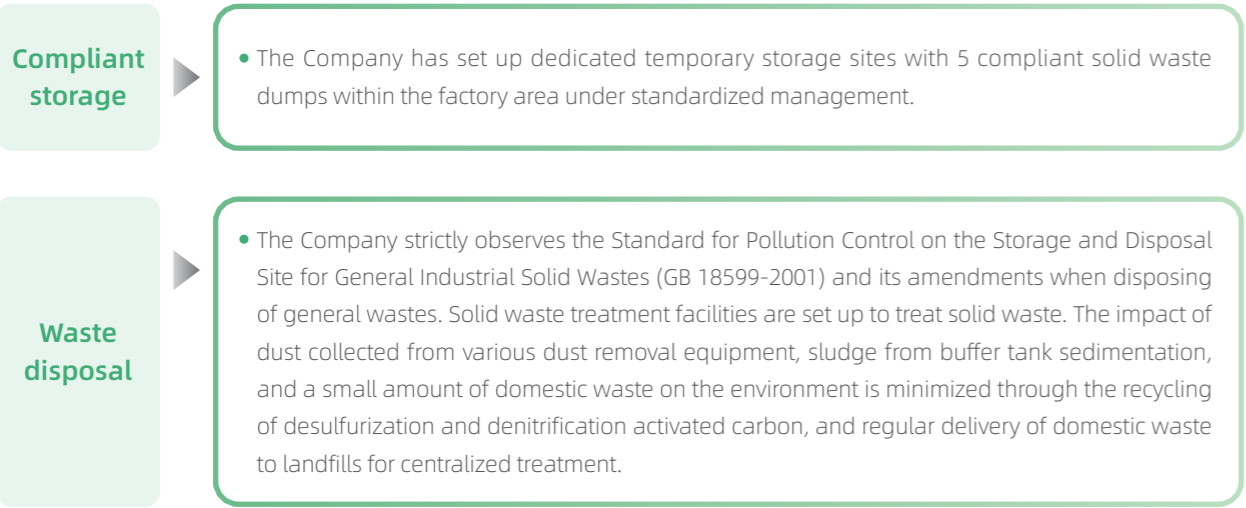 Compliant
storage
• The Company has set up dedicated temporary storage sites with 5 compliant solid waste
dumps within the factory area under standardized management.
Waste
disposal
• The Company strictly observes the Standard for Pollution Control on the Storage and Disposal
Site for General Industrial Solid Wastes (GB 18599-2001) and its amendments when disposing
of general wastes. Solid waste treatment facilities are set up to treat solid waste. The impact of
dust collected from various dust removal equipment, sludge from buffer tank sedimentation,
and a small amount of domestic waste on the environment is minimized through the recycling
of desulfurization and denitrification activated carbon, and regular delivery of domestic waste
to landfills for centralized treatment.